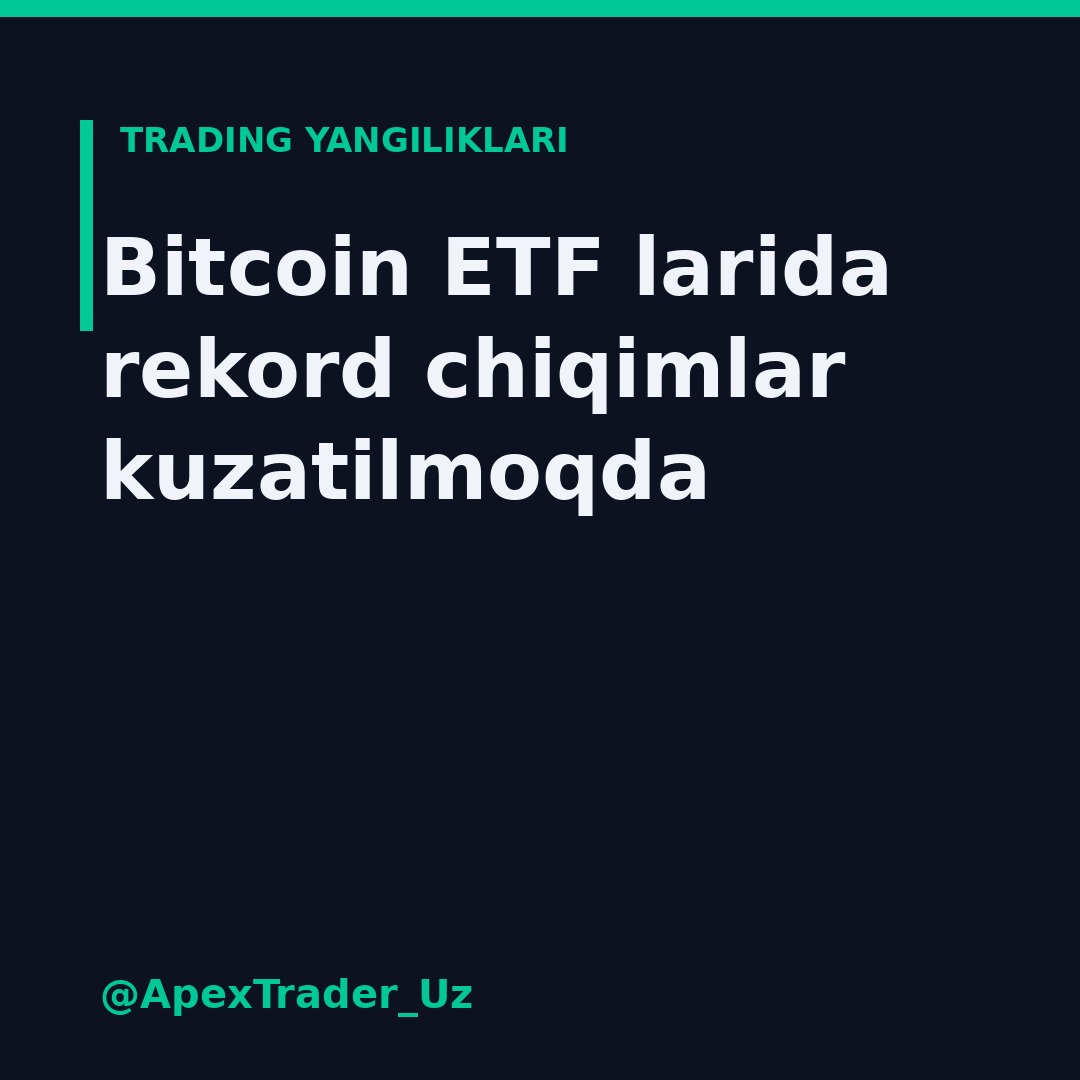 TRADING YANGILIKLARI
Bitcoin ETF larida
rekord chiqimlar
kuzatilmoqda
@ApexTrader_Uz